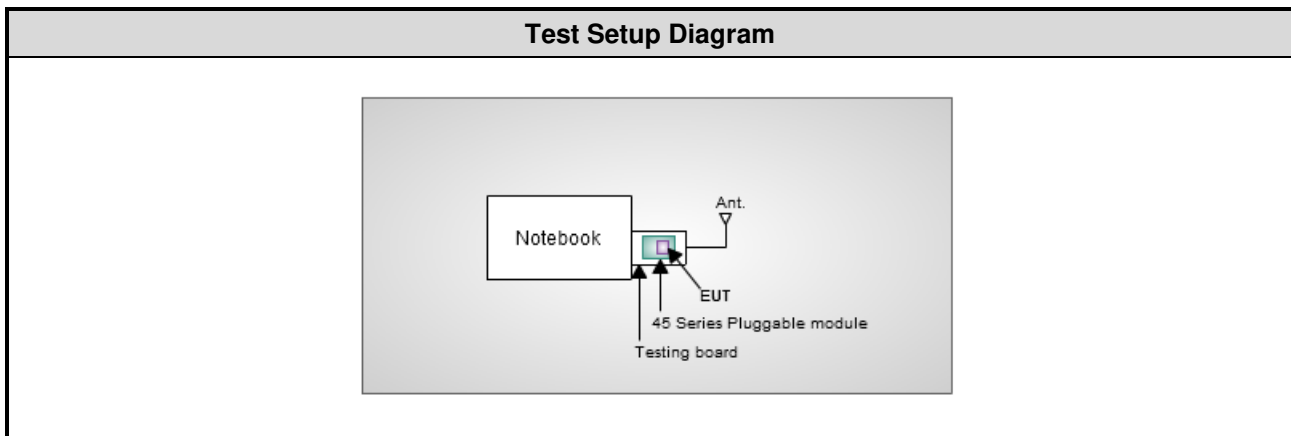 Test Setup Diagram
Ant.
Notebook
EUT
45 Series Pluggable module
Testing board